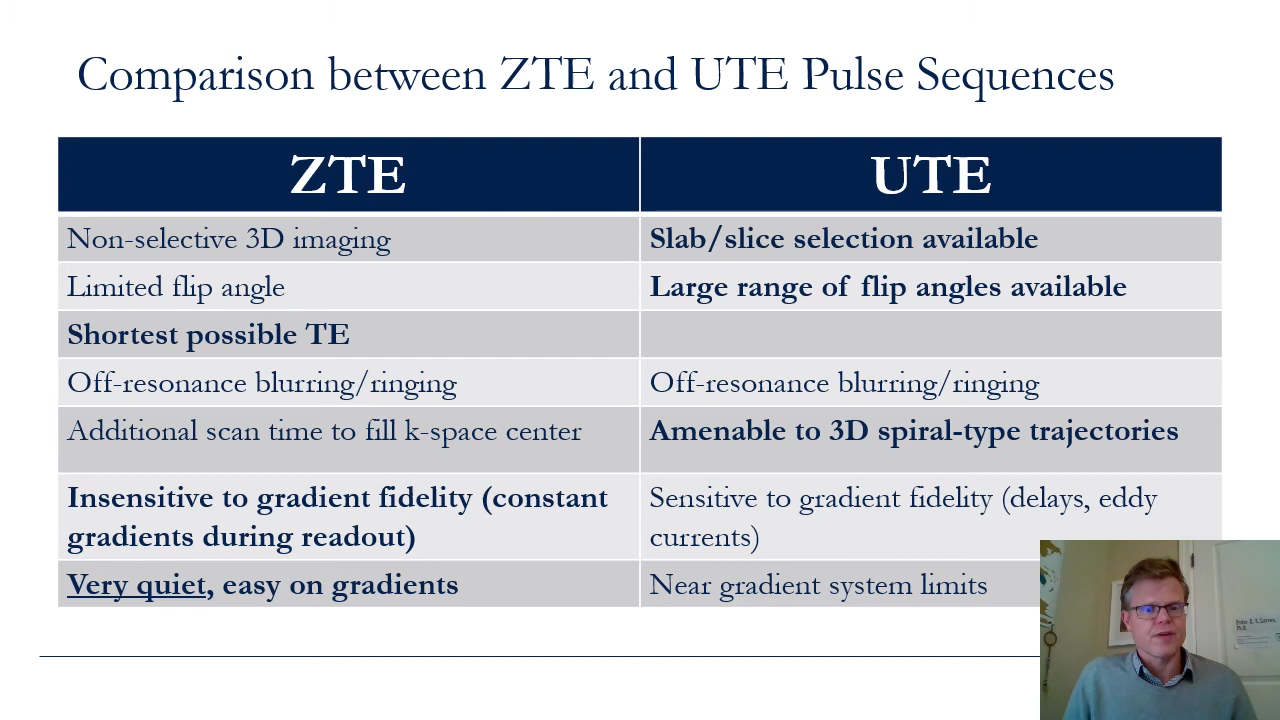 Comparison between ZTE and UTE Pulse Sequences
ZTE
UTE
Non-selective 3D imaging
Slab/slice selection available
Limited flip angle
Large range of flip angles available
Shortest possible TE
Off-resonance blurring/ringing
Off-resonance blurring/ringing
Additional scan time to fill k-space center
Amenable to 3D spiral-type trajectories
Insensitive to gradient fidelity (constant
gradients during readout)
Sensitive to gradient fidelity (delays, eddy
currents)
Very quiet, easy on gradients
Near gradient system limits
Ph.D.